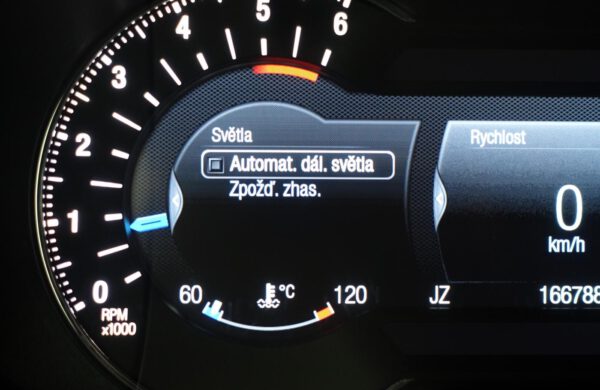 6
5
4
3
2
1
0
RPM
x1000
Světla
Automat. dál. světla
Zpožď. zhas.
Rychlost
0
km/h
60 °C 120
JZ 166788